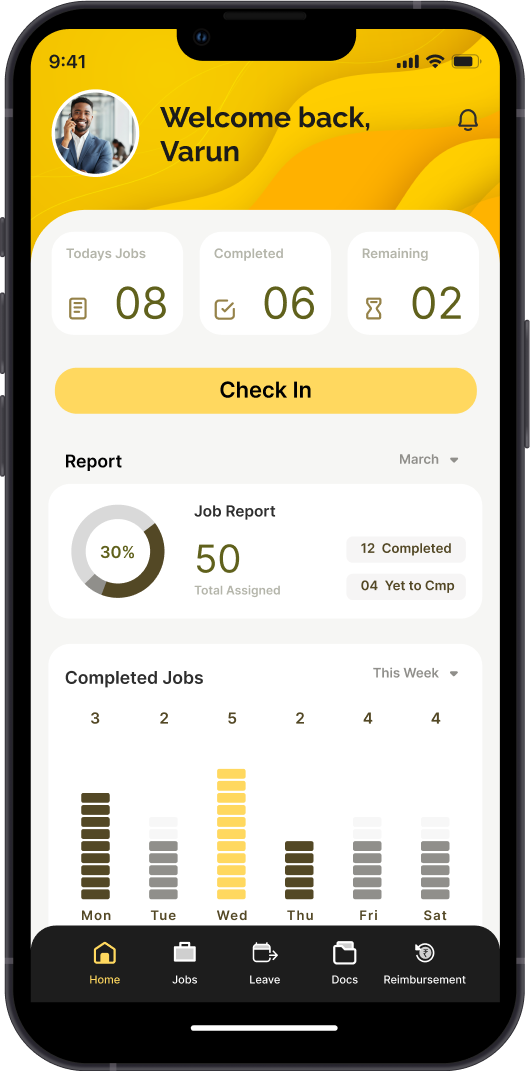 9:41
Welcome back,
Varun
Todays Jobs
Completed
Remaining
08
06
02
Check In
Report
March
Job Report
30%
50
Total Assigned
12 Completed
04 Yet to Cmp
Completed Jobs
This Week
3 2 5 2 4 4
Mon Tue Wed Thu Fri Sat
Home Jobs Leave Docs Reimbursement